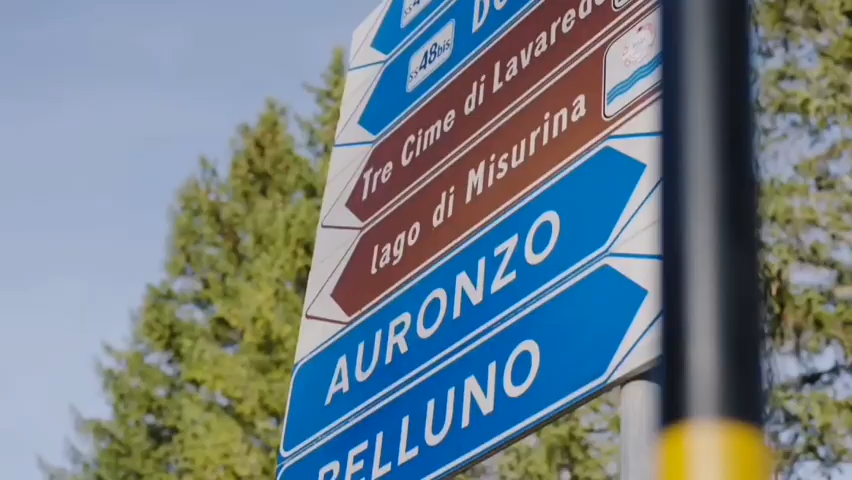 SS48bis
Tre Cime di Lavaredo
lago di Misurina
AURONZO
BELLUNO